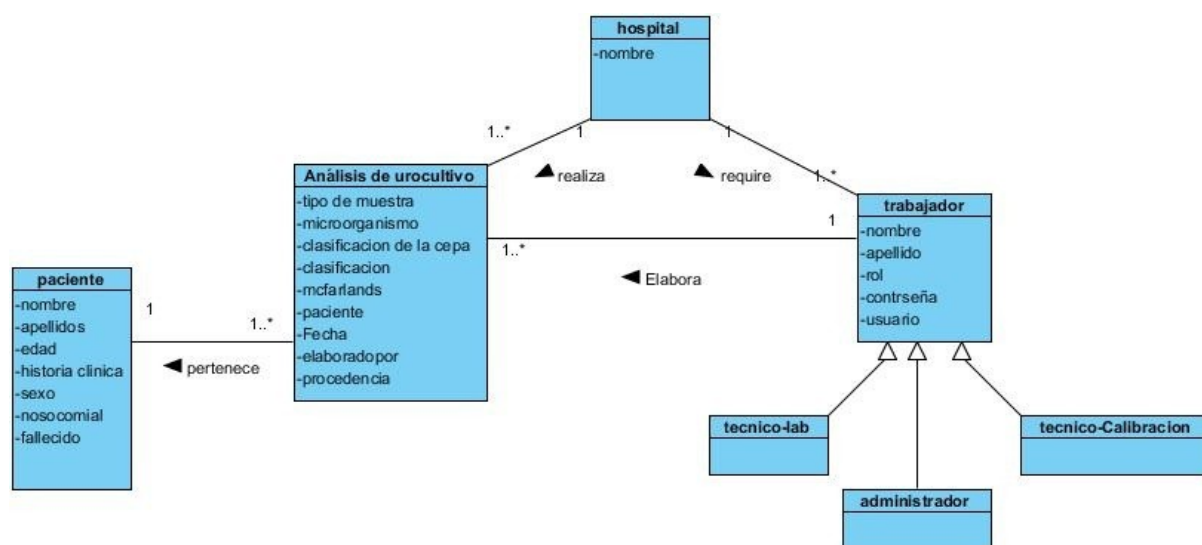 hospital
-nombre
1..*
1
1
1..*
realiza
require
Análisis de urocultivo
-tipo de muestra
-microorganismo
-clasificacion de la cepa
-clasificacion
-mcfarlands
-paciente
-Fecha
-elaboradopor
-procedencia
trabajador
-nombre
-apellido
-rol
-contrseña
-usuario
1
1..*
Elabora
paciente
-nombre
-apellidos
-edad
-historia clinica
-sexo
-nosocomial
-fallecido
1
1..*
pertenece
tecnico-lab
tecnico-Calibracion
administrador